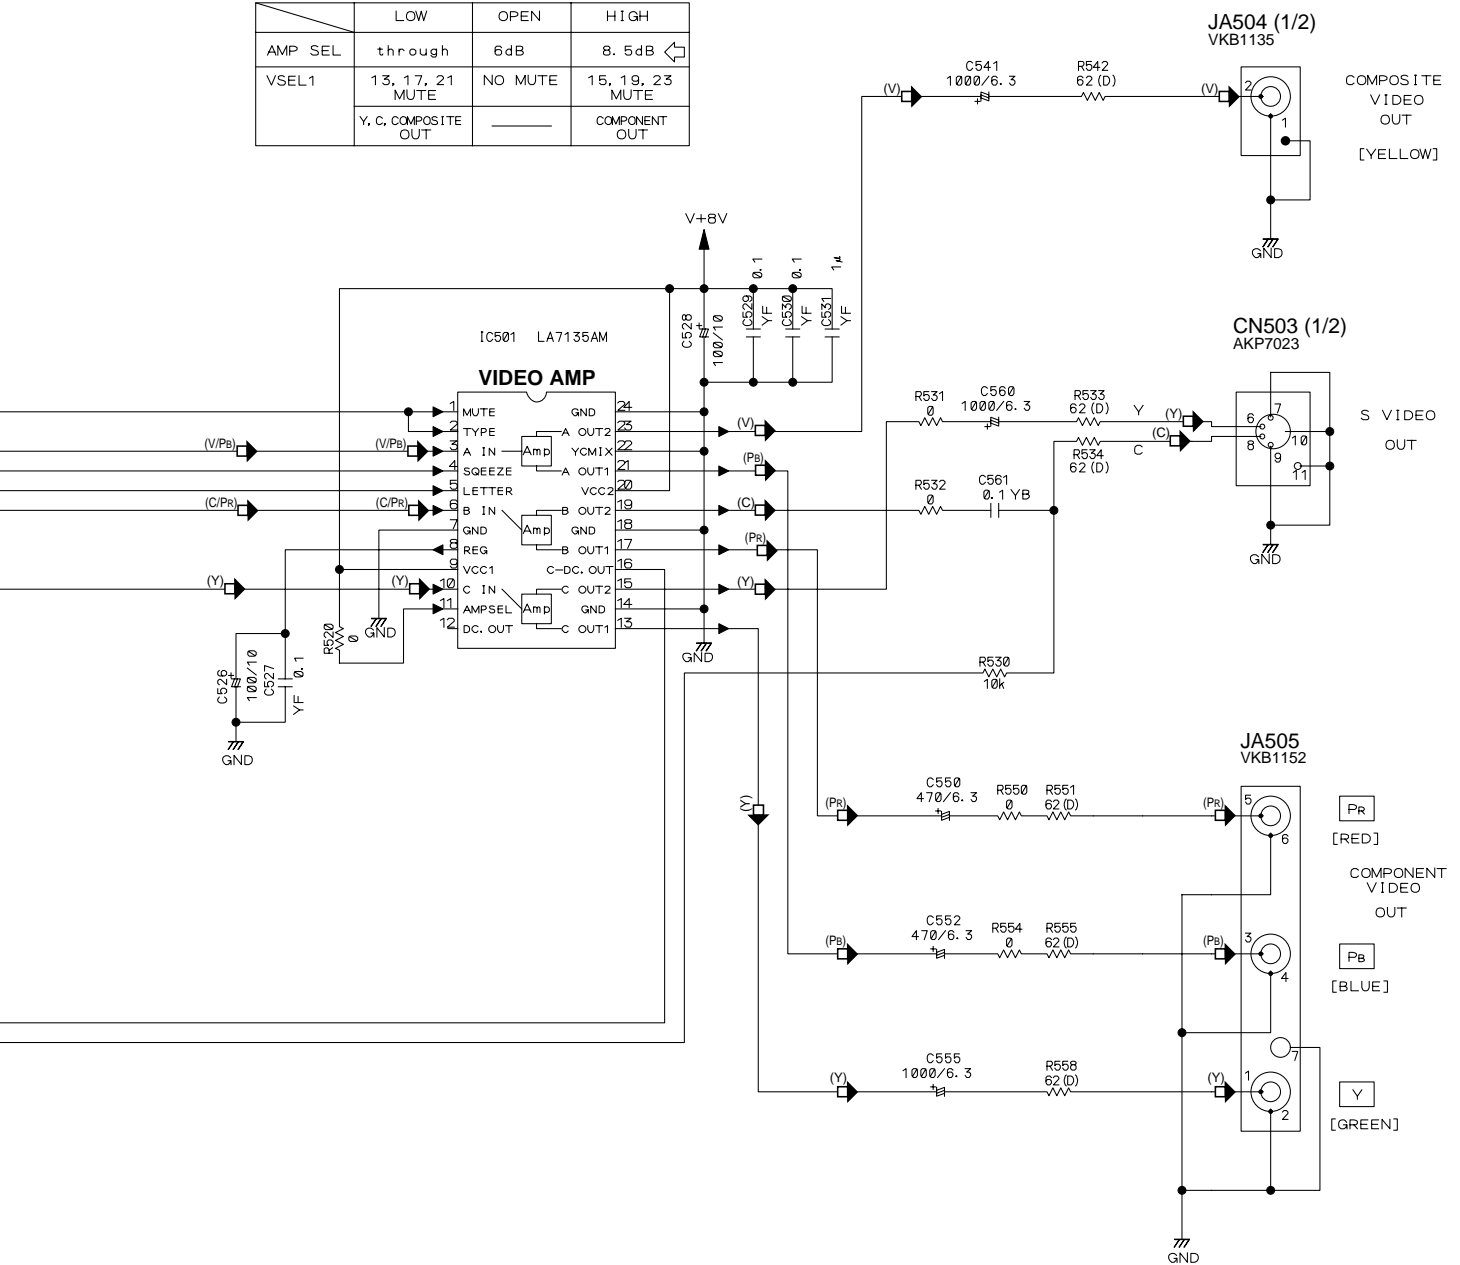 LOW OPEN HIGH
AMP SEL through 6dB 8.5dB
VSEL1 13, 17, 21 MUTE NO MUTE 15, 19, 23 MUTE
Y, C, COMPOSITE OUT COMPONENT OUT
JA504 (1/2)
VKB1135
C541
1000/6.3
R542
62(D)
(V)
(V)
2
1
COMPOSITE
VIDEO
OUT
[YELLOW]
GND
V+8V
C528
100/10
C529
0.1
YF
C530
0.1
YF
C531
1μ
YF
IC501 LA7135AM
VIDEO AMP
1 MUTE GND 24
2 TYPE A OUT2 23
3 A IN Amp YCMIX 22
4 SQEEZE A OUT1 21
5 LETTER VCC2 20
6 B IN B OUT2 19
7 GND Amp GND 18
8 REG B OUT1 17
9 VCC1 C-DC.OUT 16
10 C IN C OUT2 15
11 AMPSEL Amp GND 14
12 DC.OUT C OUT1 13
(V/PB)
(V/PB)
(C/PR)
(C/PR)
(Y)
(Y)
(V)
(PB)
(C)
(PR)
(Y)
GND
GND
R520
0
C526
100/10
C527
0.1
YF
GND
CN503 (1/2)
AKP7023
R531
0
C560
1000/6.3
R533
62(D)
Y
(Y)
(C)
C
R534
62(D)
R532
0
C561
0.1 YB
6
7
8
9
10
11
S VIDEO
OUT
GND
R530
10k
JA505
VKB1152
(Y)
(PR)
C550
470/6.3
R550
0
R551
62(D)
(PR)
5
6
PR
[RED]
COMPONENT
VIDEO
OUT
(PB)
C552
470/6.3
R554
0
R555
62(D)
(PB)
3
4
PB
[BLUE]
7
(Y)
C555
1000/6.3
R558
62(D)
(Y)
1
2
Y
[GREEN]
GND